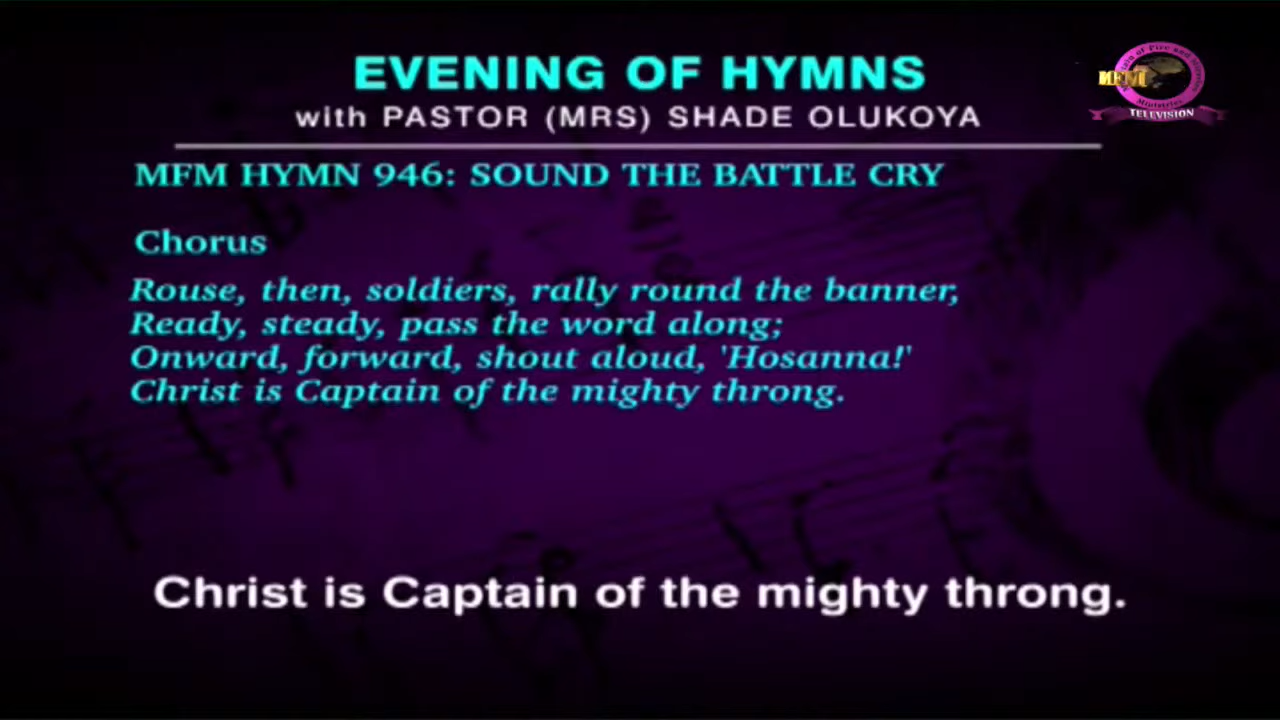 EVENING OF HYMNS
with PASTOR (MRS) SHADE OLUKOYA
MFM
Ministries
TELEVISION
MFM HYMN 946: SOUND THE BATTLE CRY
Chorus
Rouse, then, soldiers, rally round the banner,
Ready, steady, pass the word along;
Onward, forward, shout aloud, 'Hosanna!'
Christ is Captain of the mighty throng.
Christ is Captain of the mighty throng.